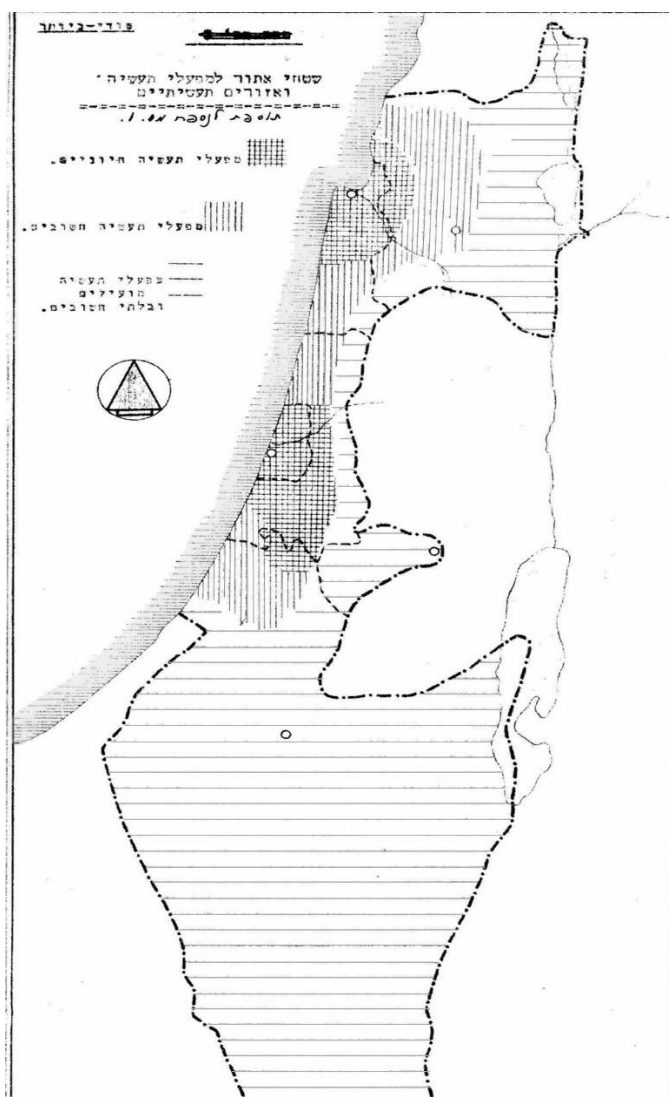 סודי-ביותר
שטחי אתור למפעלי תעשיה
ואזורים תעשיתיים
תוספת לנספח מס. 1.
מפעלי תעשיה חיוניים.
מפעלי תעשיה חשובים.
מפעלי תעשיה
מועילים
ובלתי חשובים.